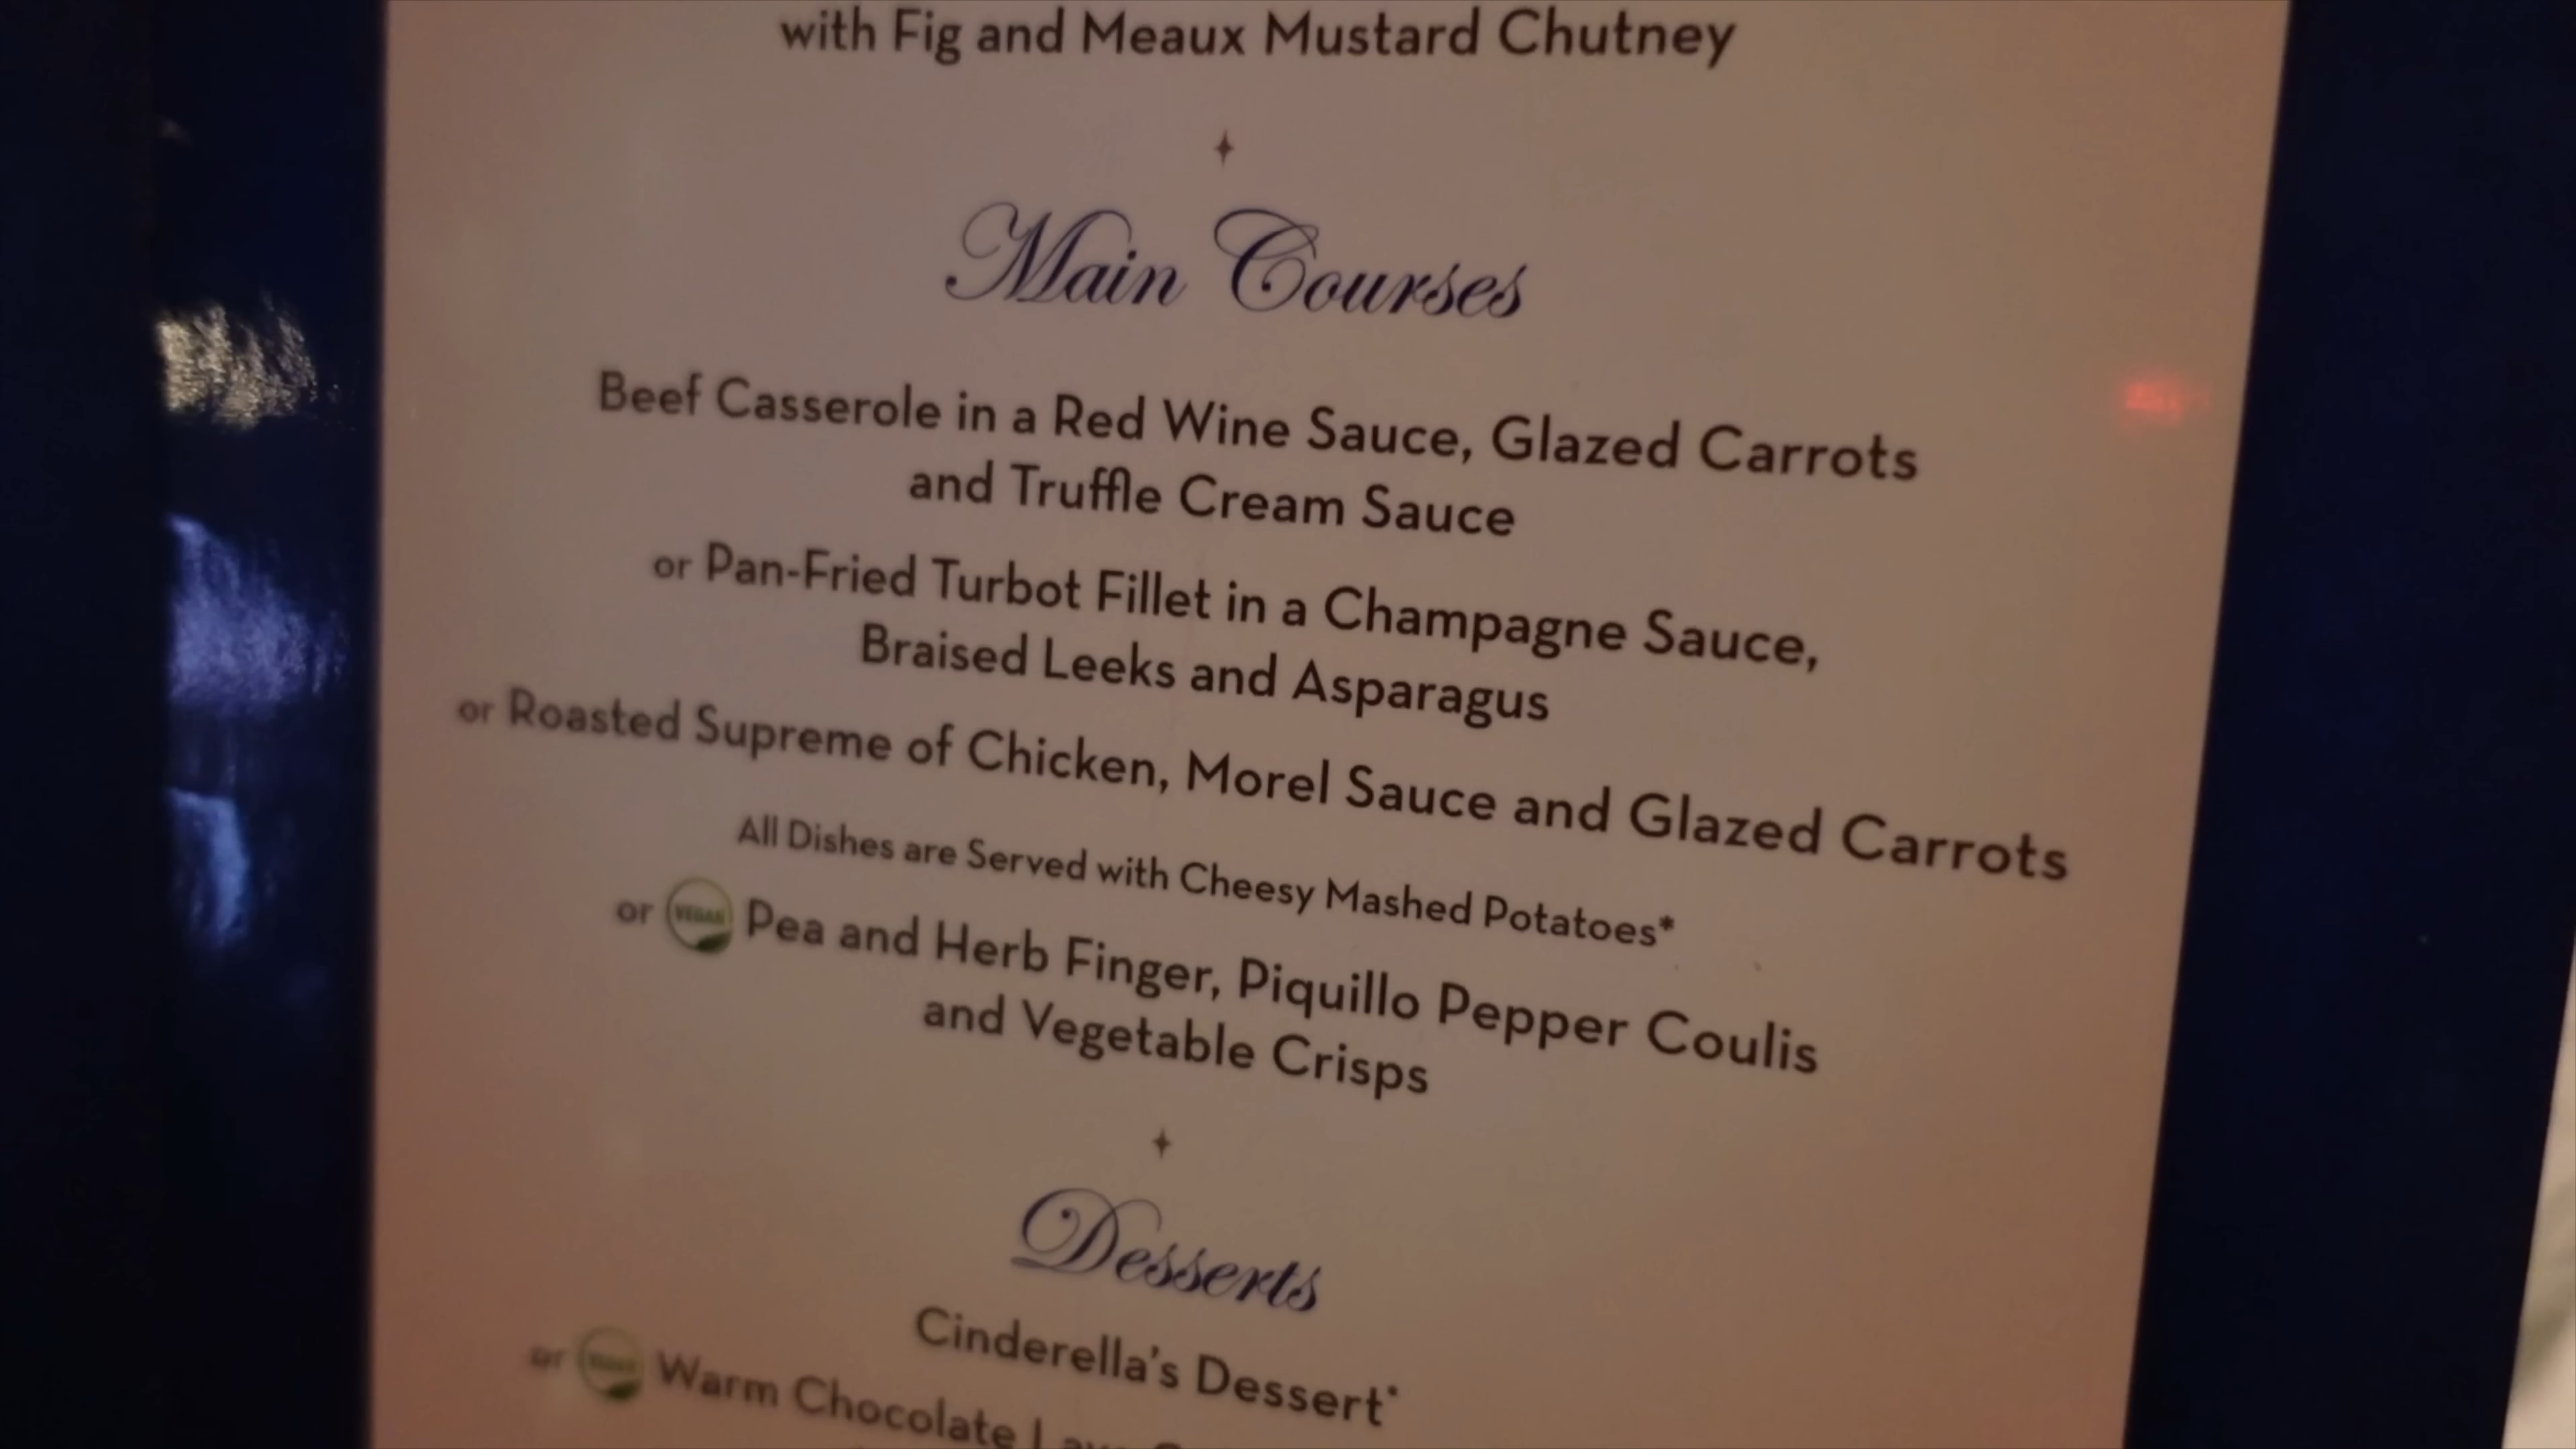 with Fig and Meaux Mustard Chutney
Main Courses
Beef Casserole in a Red Wine Sauce, Glazed Carrots
and Truffle Cream Sauce
or Pan-Fried Turbot Fillet in a Champagne Sauce,
Braised Leeks and Asparagus
or Roasted Supreme of Chicken, Morel Sauce and Glazed Carrots
All Dishes are Served with Cheesy Mashed Potatoes*
or VEGAN Pea and Herb Finger, Piquillo Pepper Coulis
and Vegetable Crisps
Desserts
Cinderella's Dessert*
or VEGAN Warm Chocolate